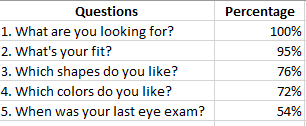 Questions Percentage
1. What are you looking for? 100%
2. What's your fit? 95%
3. Which shapes do you like? 76%
4. Which colors do you like? 72%
5. When was your last eye exam? 54%